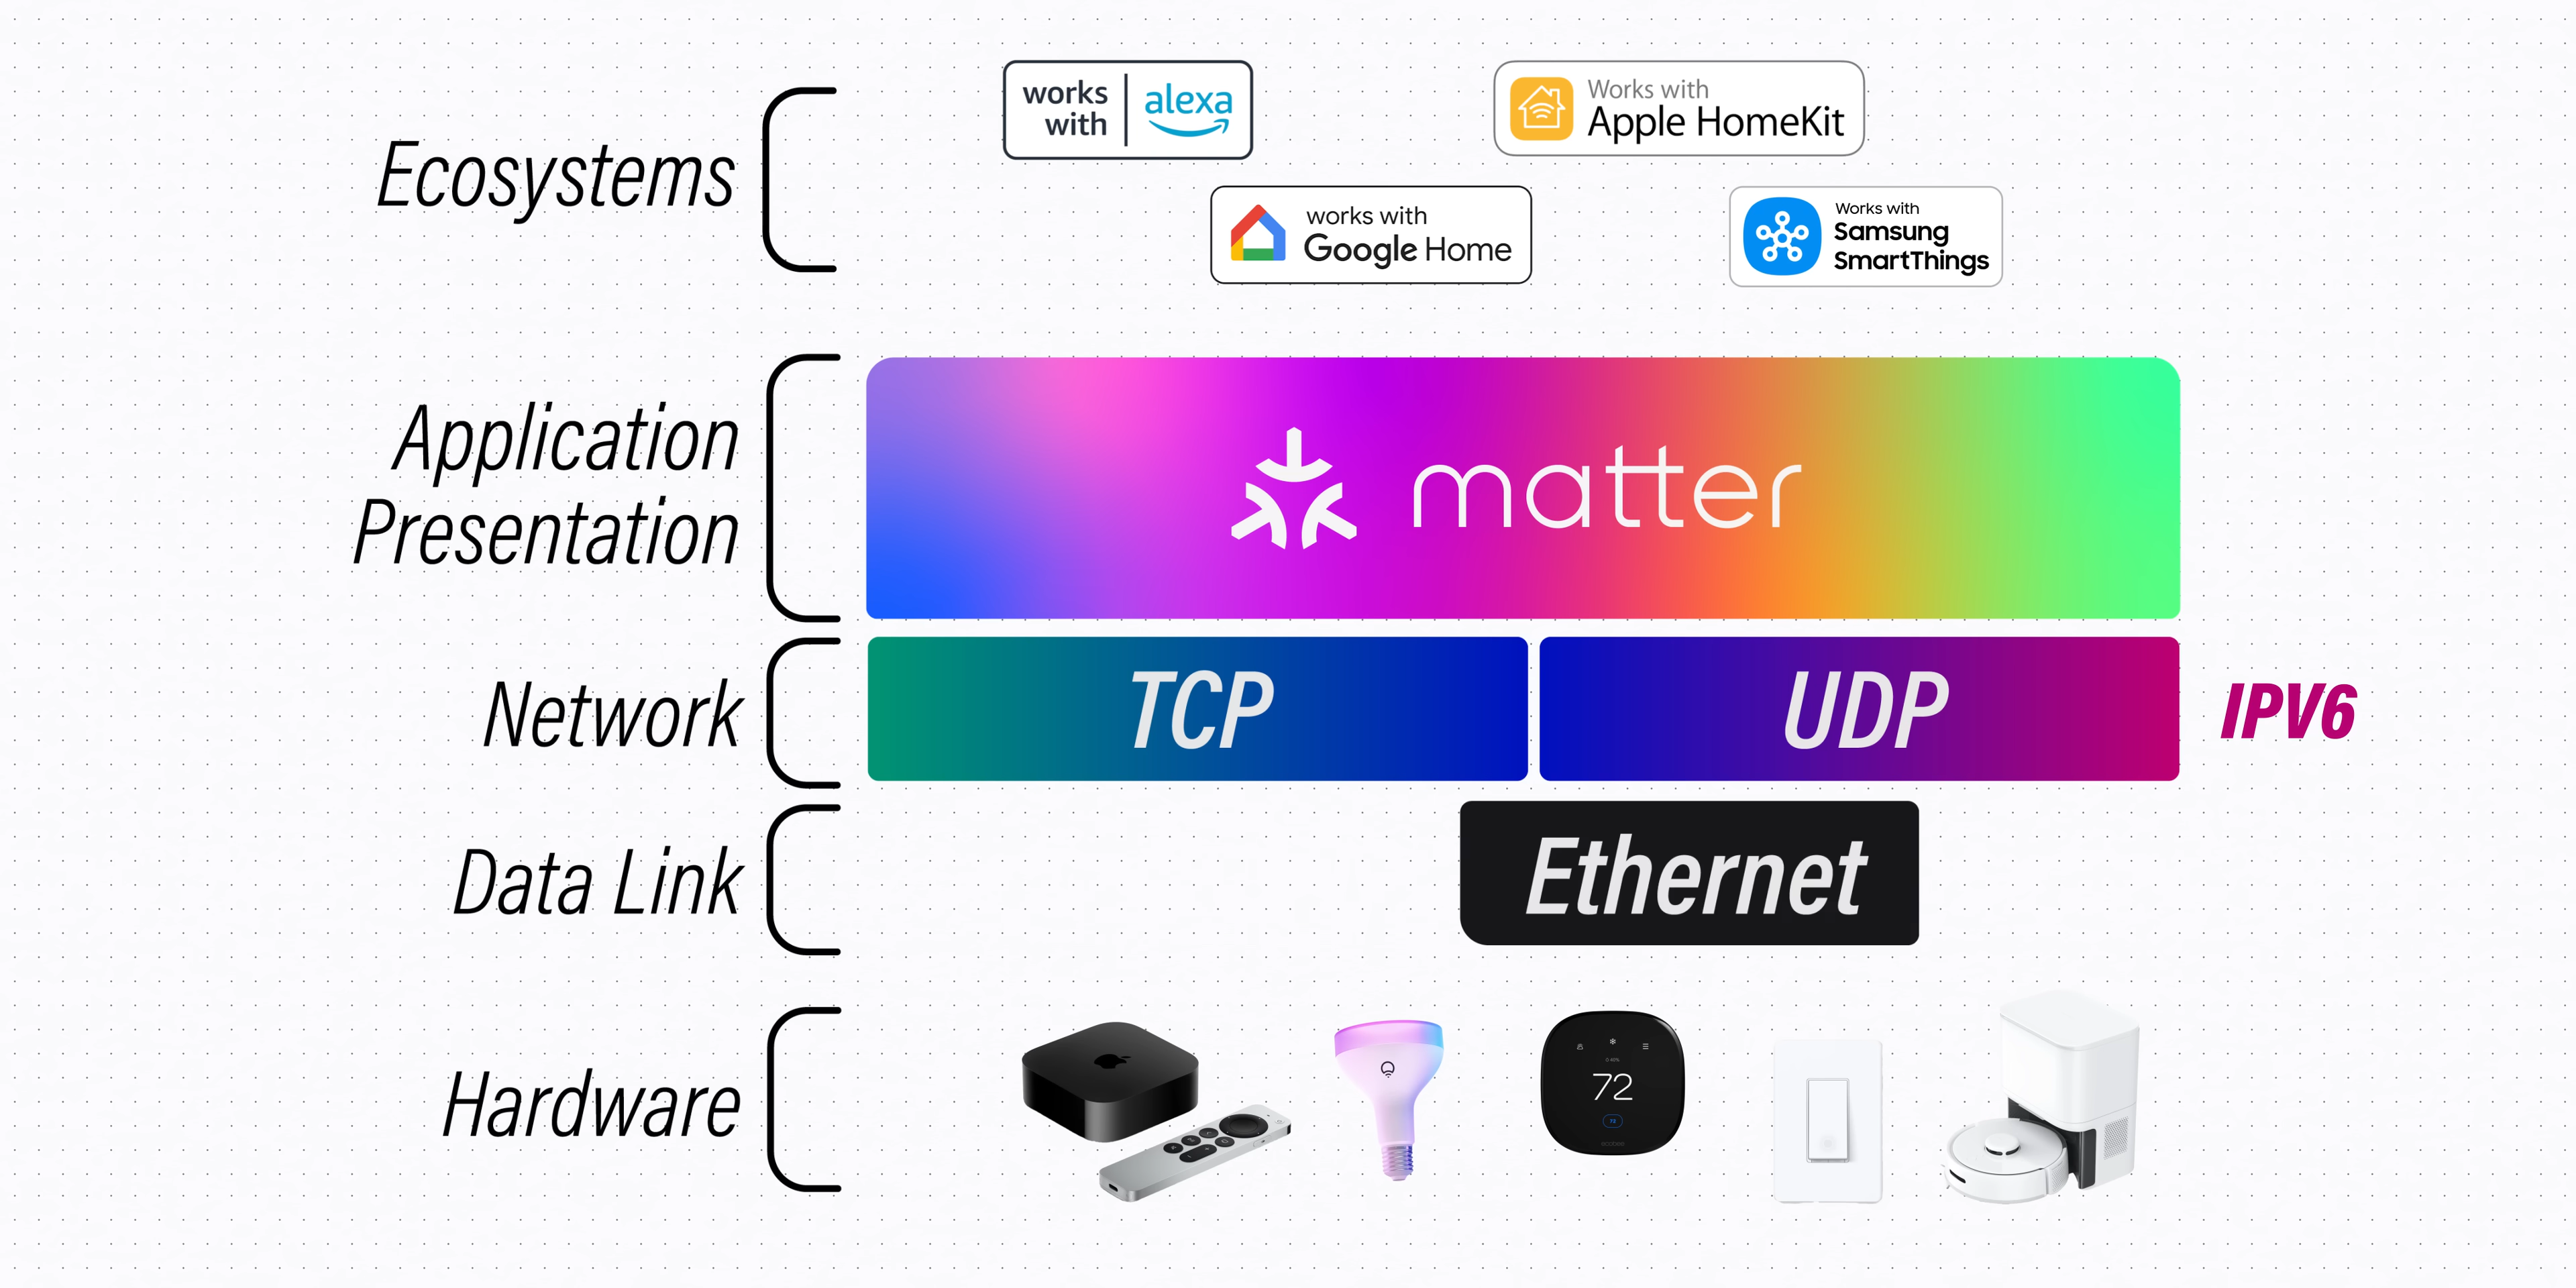 Ecosystems
works with
alexa
Works with
Apple HomeKit
works with
Google Home
Works with
Samsung
SmartThings
Application
Presentation
matter
Network
TCP
UDP
IPV6
Data Link
Ethernet
Hardware
72